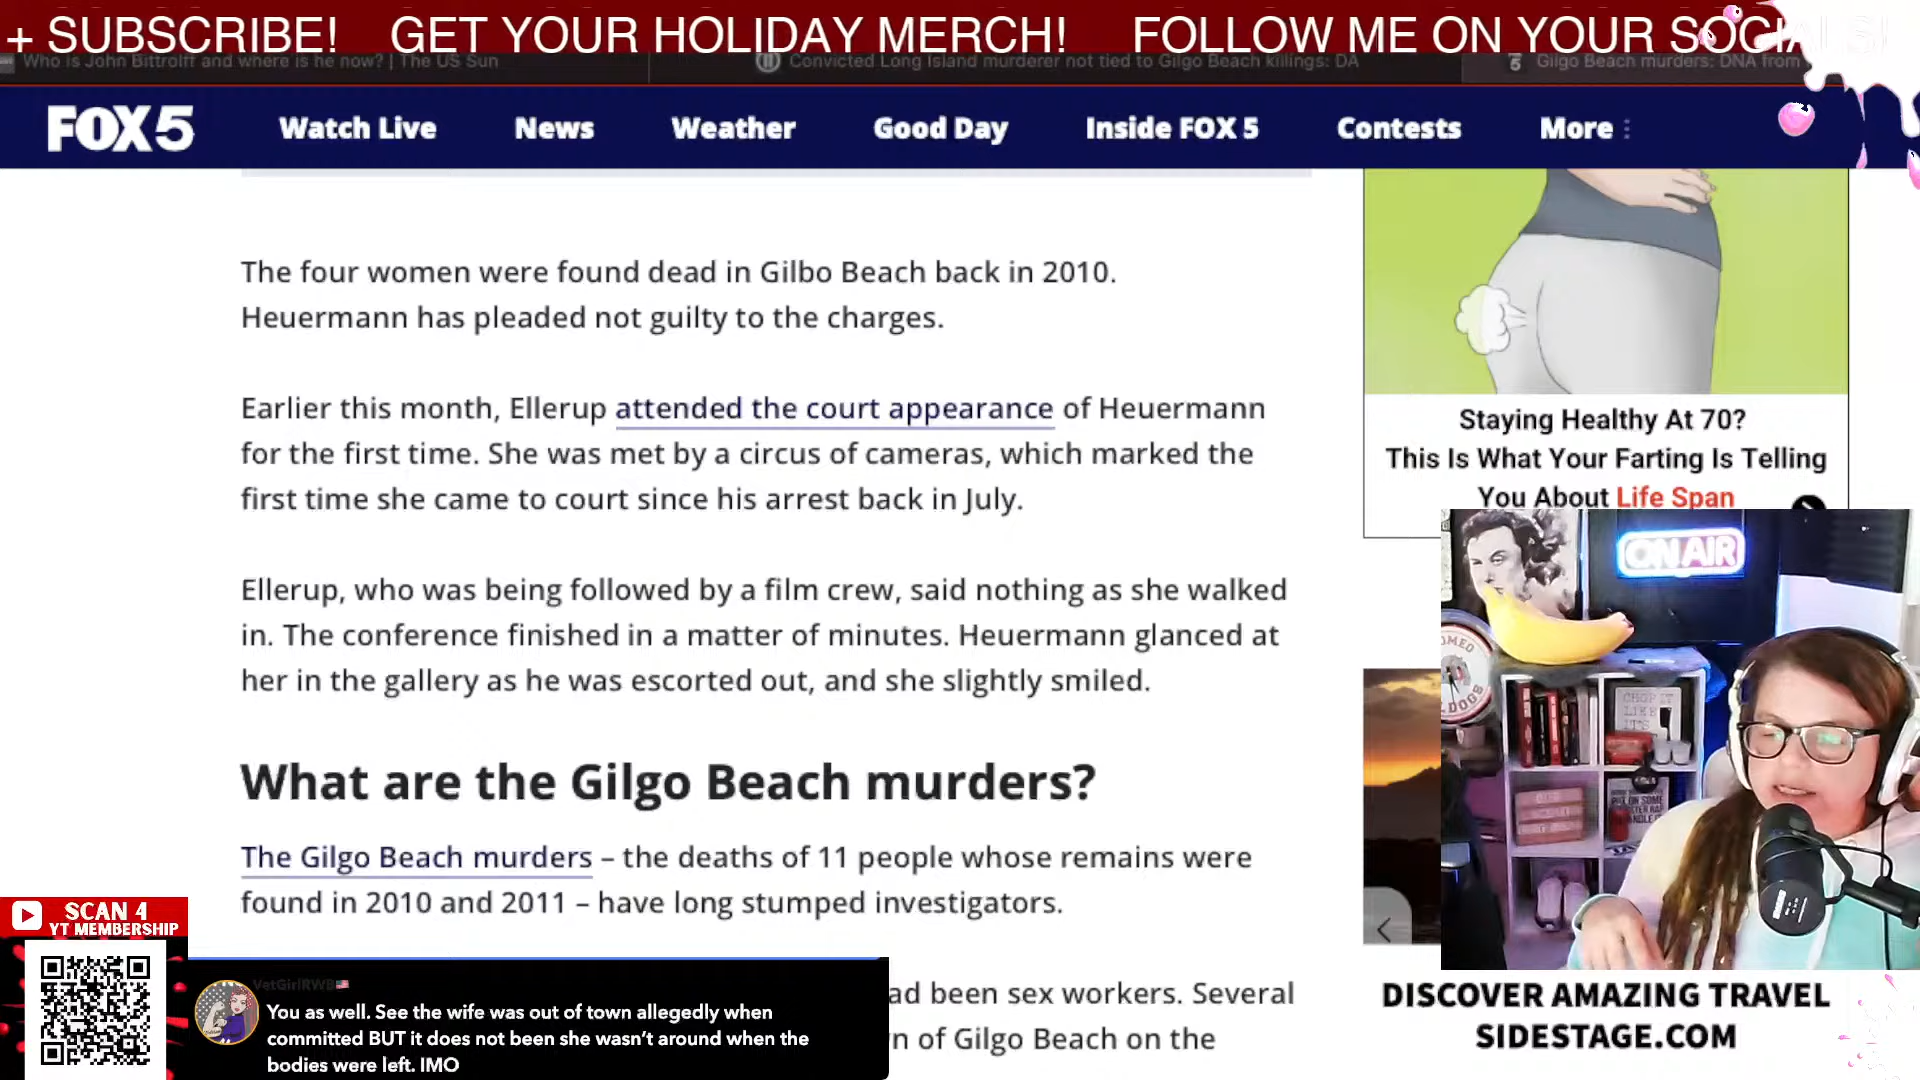 + SUBSCRIBE! GET YOUR HOLIDAY MERCH! FOLLOW ME ON YOUR SOCIALS!
Who is John Bittrolff and where is he now? | The US Sun
Convicted Long Island murderer not tied to Gilgo Beach killings: DA
5 Gilgo Beach murders: DNA from
FOX 5
Watch Live
News
Weather
Good Day
Inside FOX 5
Contests
More
The four women were found dead in Gilbo Beach back in 2010.
Heuermann has pleaded not guilty to the charges.
Earlier this month, Ellerup attended the court appearance of Heuermann
for the first time. She was met by a circus of cameras, which marked the
first time she came to court since his arrest back in July.
Ellerup, who was being followed by a film crew, said nothing as she walked
in. The conference finished in a matter of minutes. Heuermann glanced at
her in the gallery as he was escorted out, and she slightly smiled.
What are the Gilgo Beach murders?
The Gilgo Beach murders – the deaths of 11 people whose remains were
found in 2010 and 2011 – have long stumped investigators.
ad been sex workers. Several
n of Gilgo Beach on the
Staying Healthy At 70?
This Is What Your Farting Is Telling
You About Life Span
ON AIR
CHOP IT
LIKE
IT'S
DOGS
SCAN 4
YT MEMBERSHIP
VetGirlRWB
You as well. See the wife was out of town allegedly when
committed BUT it does not been she wasn't around when the
bodies were left. IMO
DISCOVER AMAZING TRAVEL
SIDESTAGE.COM